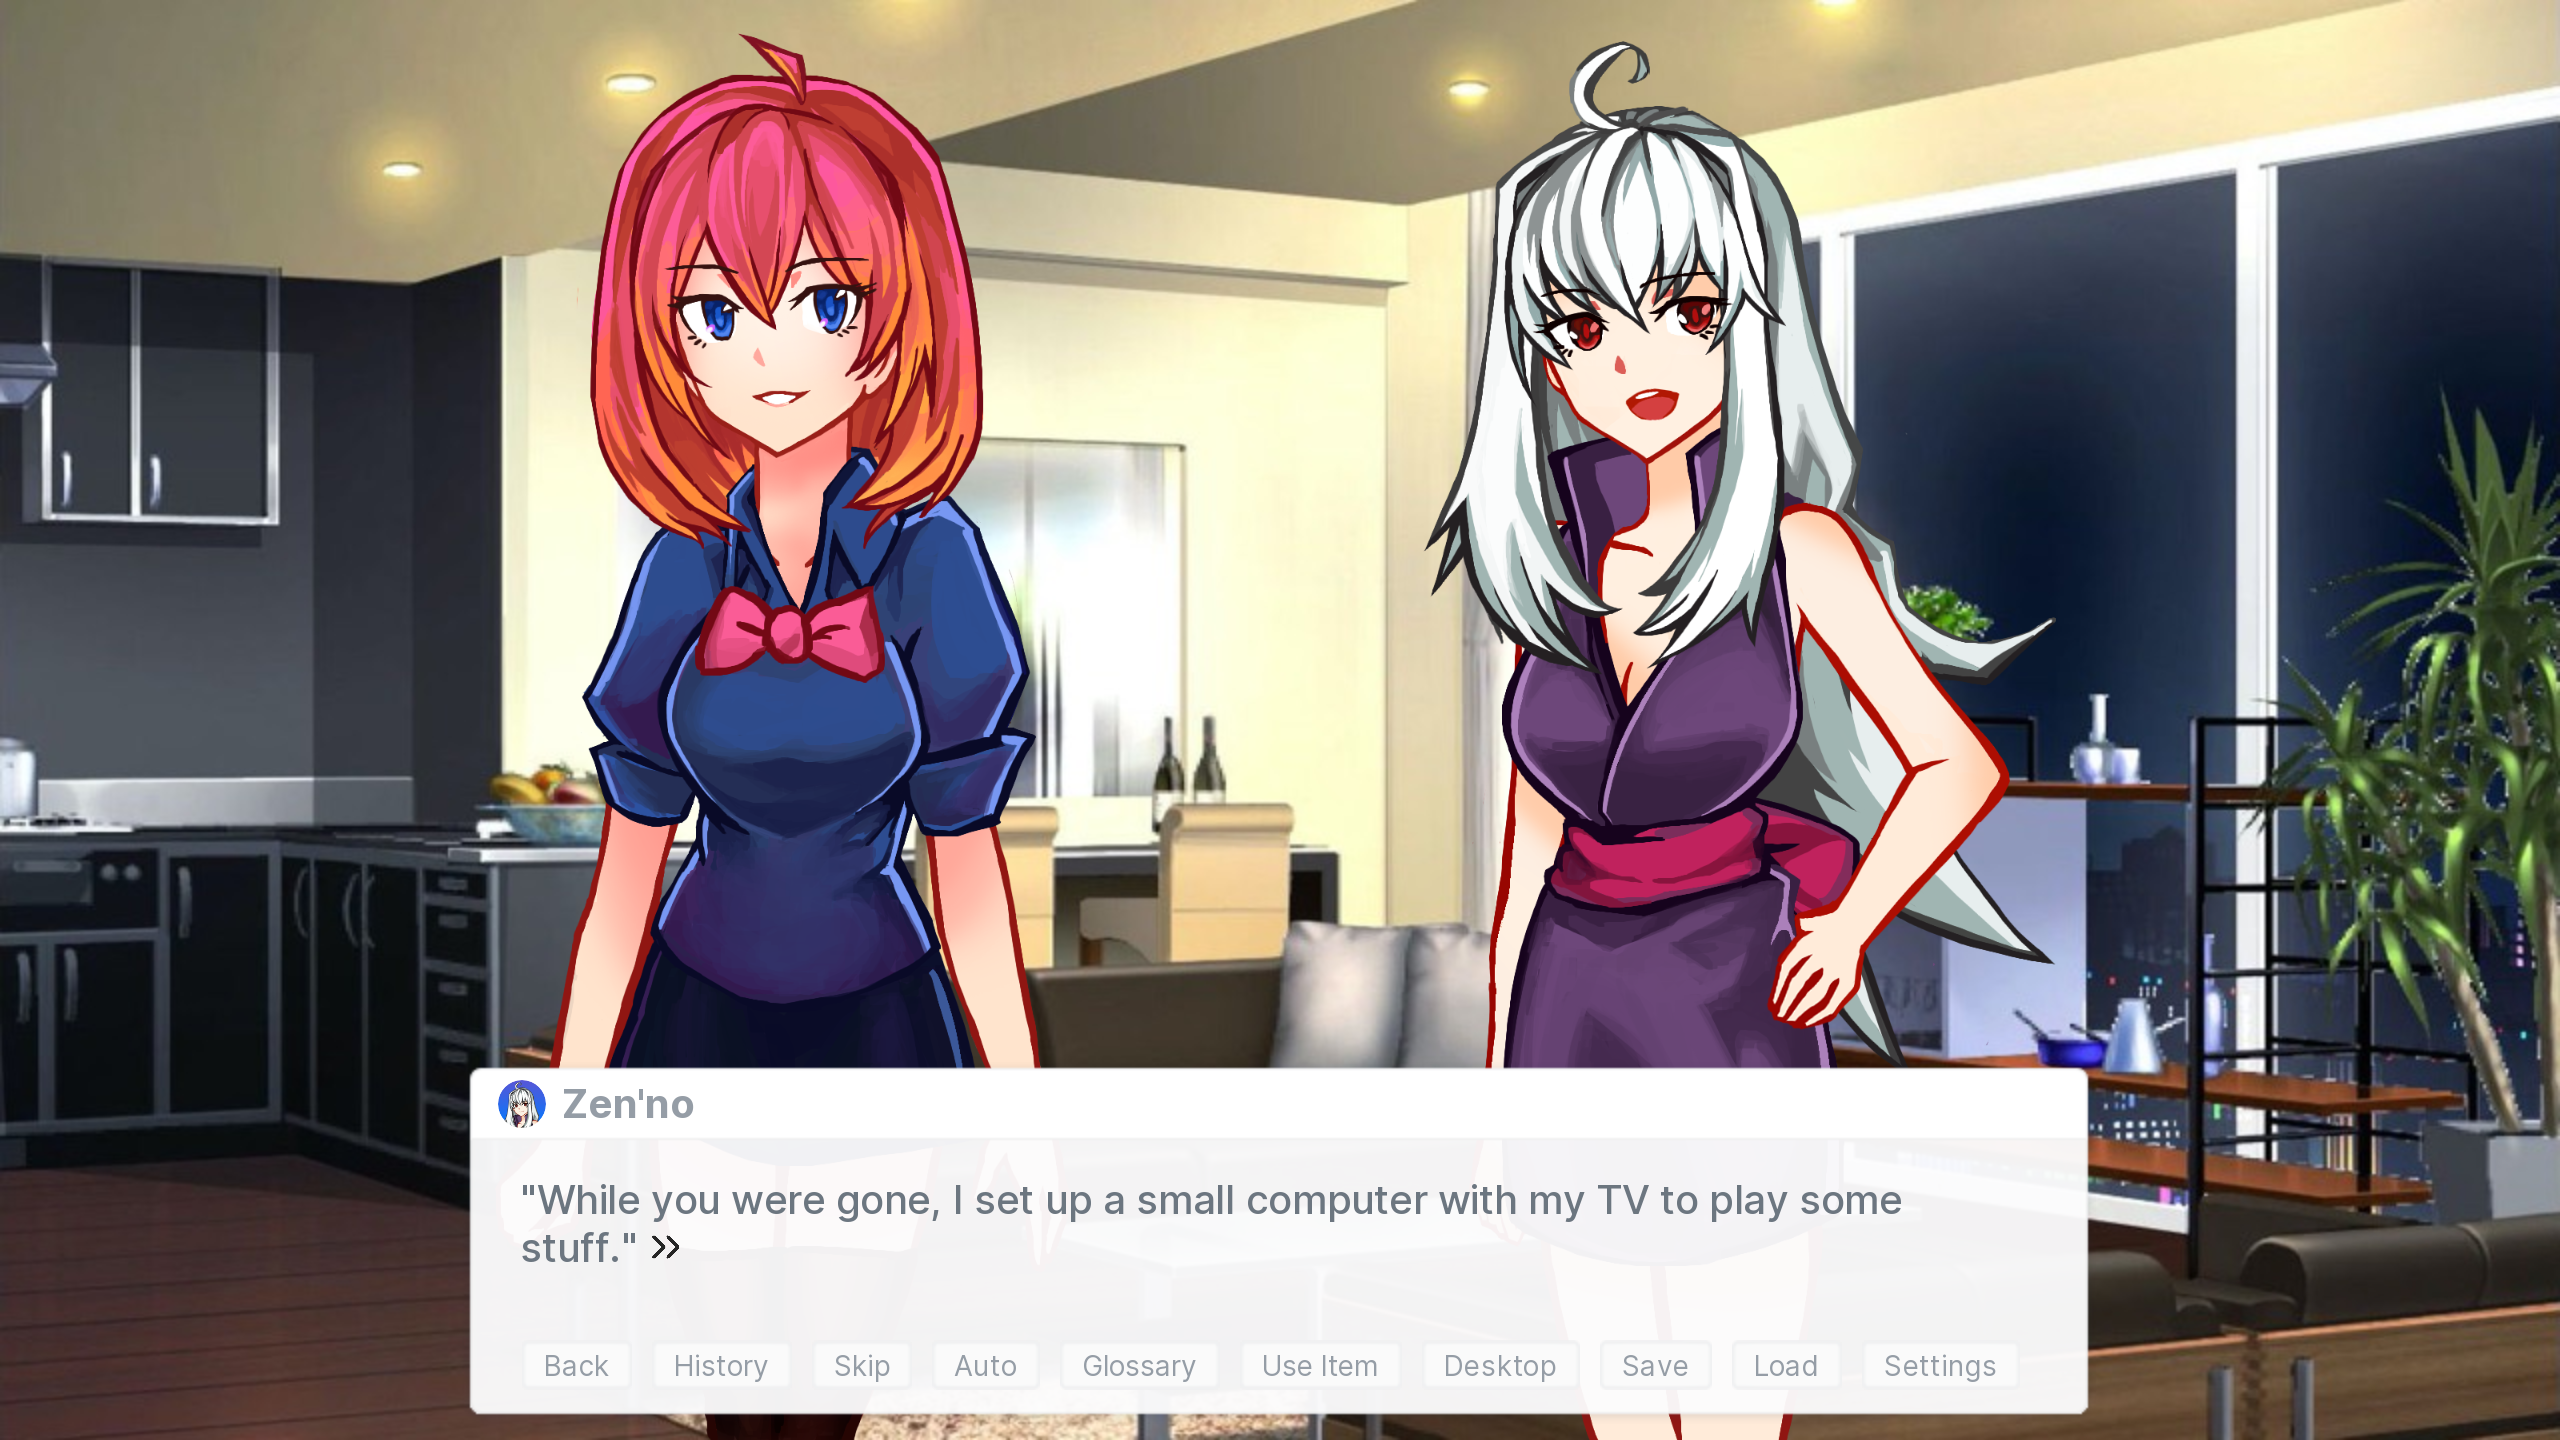 Zen'no
"While you were gone, I set up a small computer with my TV to play some
stuff." »
Back History Skip Auto Glossary Use Item Desktop Save Load Settings